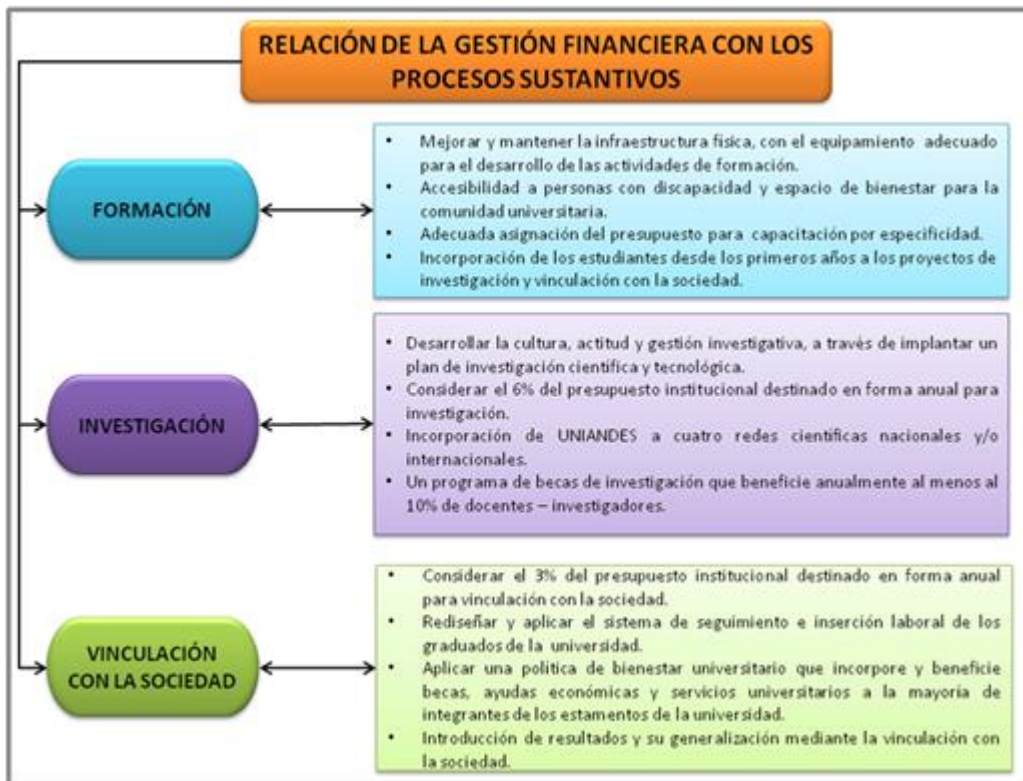 RELACIÓN DE LA GESTIÓN FINANCIERA CON LOS
PROCESOS SUSTANTIVOS
FORMACIÓN
• Mejorar y mantener la infraestructura física, con el equipamiento adecuado
para el desarrollo de las actividades de formación.
• Accesibilidad a personas con discapacidad y espacio de bienestar para la
comunidad universitaria.
• Adecuada asignación del presupuesto para capacitación por especificidad.
• Incorporación de los estudiantes desde los primeros años a los proyectos de
investigación y vinculación con la sociedad.
INVESTIGACIÓN
• Desarrollar la cultura, actitud y gestión investigativa, a través de implantar un
plan de investigación científica y tecnológica.
• Considerar el 6% del presupuesto institucional destinado en forma anual para
investigación.
• Incorporación de UNIANDES a cuatro redes científicas nacionales y/o
internacionales.
• Un programa de becas de investigación que beneficie anualmente al menos al
10% de docentes – investigadores.
VINCULACIÓN
CON LA SOCIEDAD
• Considerar el 3% del presupuesto institucional destinado en forma anual
para vinculación con la sociedad.
• Rediseñar y aplicar el sistema de seguimiento e inserción laboral de los
graduados de la universidad.
• Aplicar una política de bienestar universitario que incorpore y beneficie
becas, ayudas económicas y servicios universitarios a la mayoría de
integrantes de los estamentos de la universidad.
• Introducción de resultados y su generalización mediante la vinculación con
la sociedad.